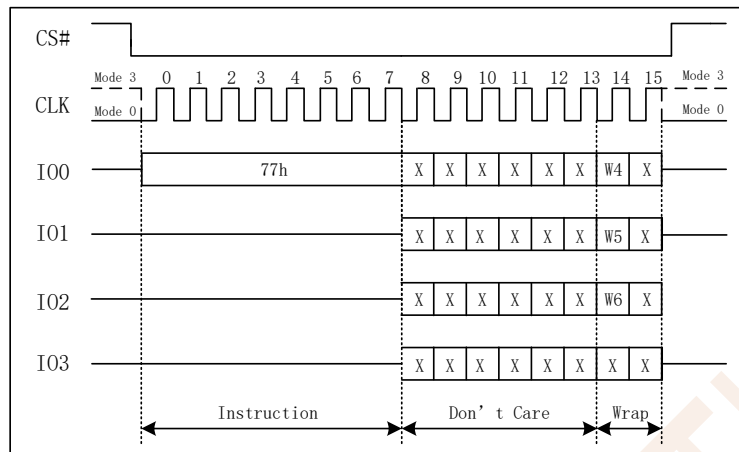 CS#
Mode 3 0 1 2 3 4 5 6 7 8 9 10 11 12 13 14 15 Mode 3
CLK
Mode 0 Mode 0
IO0 77h X X X X X X W4 X
IO1 X X X X X X W5 X
IO2 X X X X X X W6 X
IO3 X X X X X X X X
Instruction Don't Care Wrap